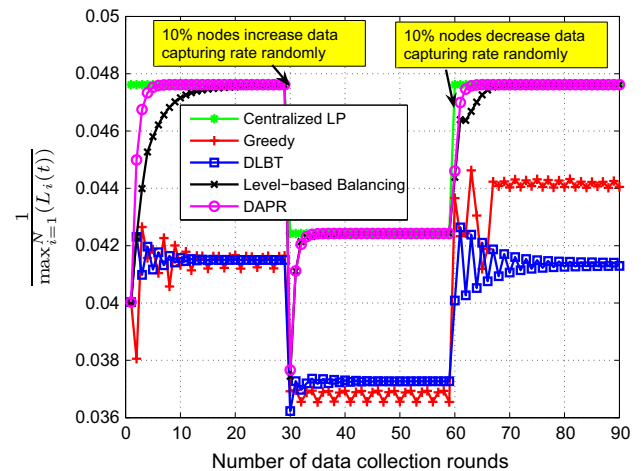 10% nodes increase data
capturing rate randomly
10% nodes decrease data
capturing rate randomly
0.048
0.046
0.044
0.042
0.04
0.038
0.036
1
max_{i=1}^{N}(L_i(t))
Centralized LP
Greedy
DLBT
Level−based Balancing
DAPR
0 10 20 30 40 50 60 70 80 90
Number of data collection rounds